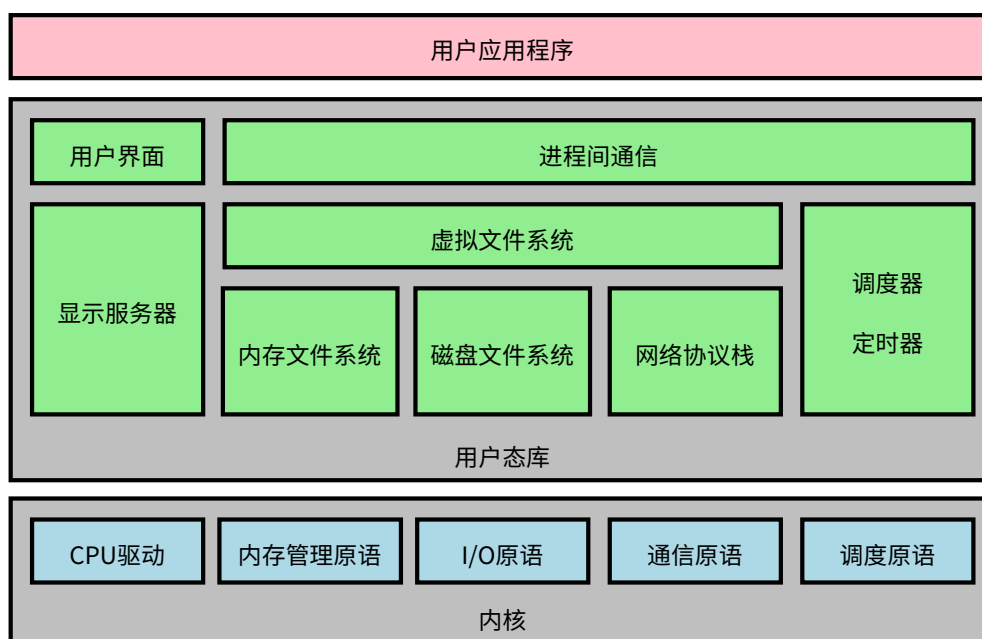 用户应用程序
用户界面
进程间通信
虚拟文件系统
显示服务器
调度器
定时器
内存文件系统
磁盘文件系统
网络协议栈
用户态库
CPU驱动
内存管理原语
I/O原语
通信原语
调度原语
内核